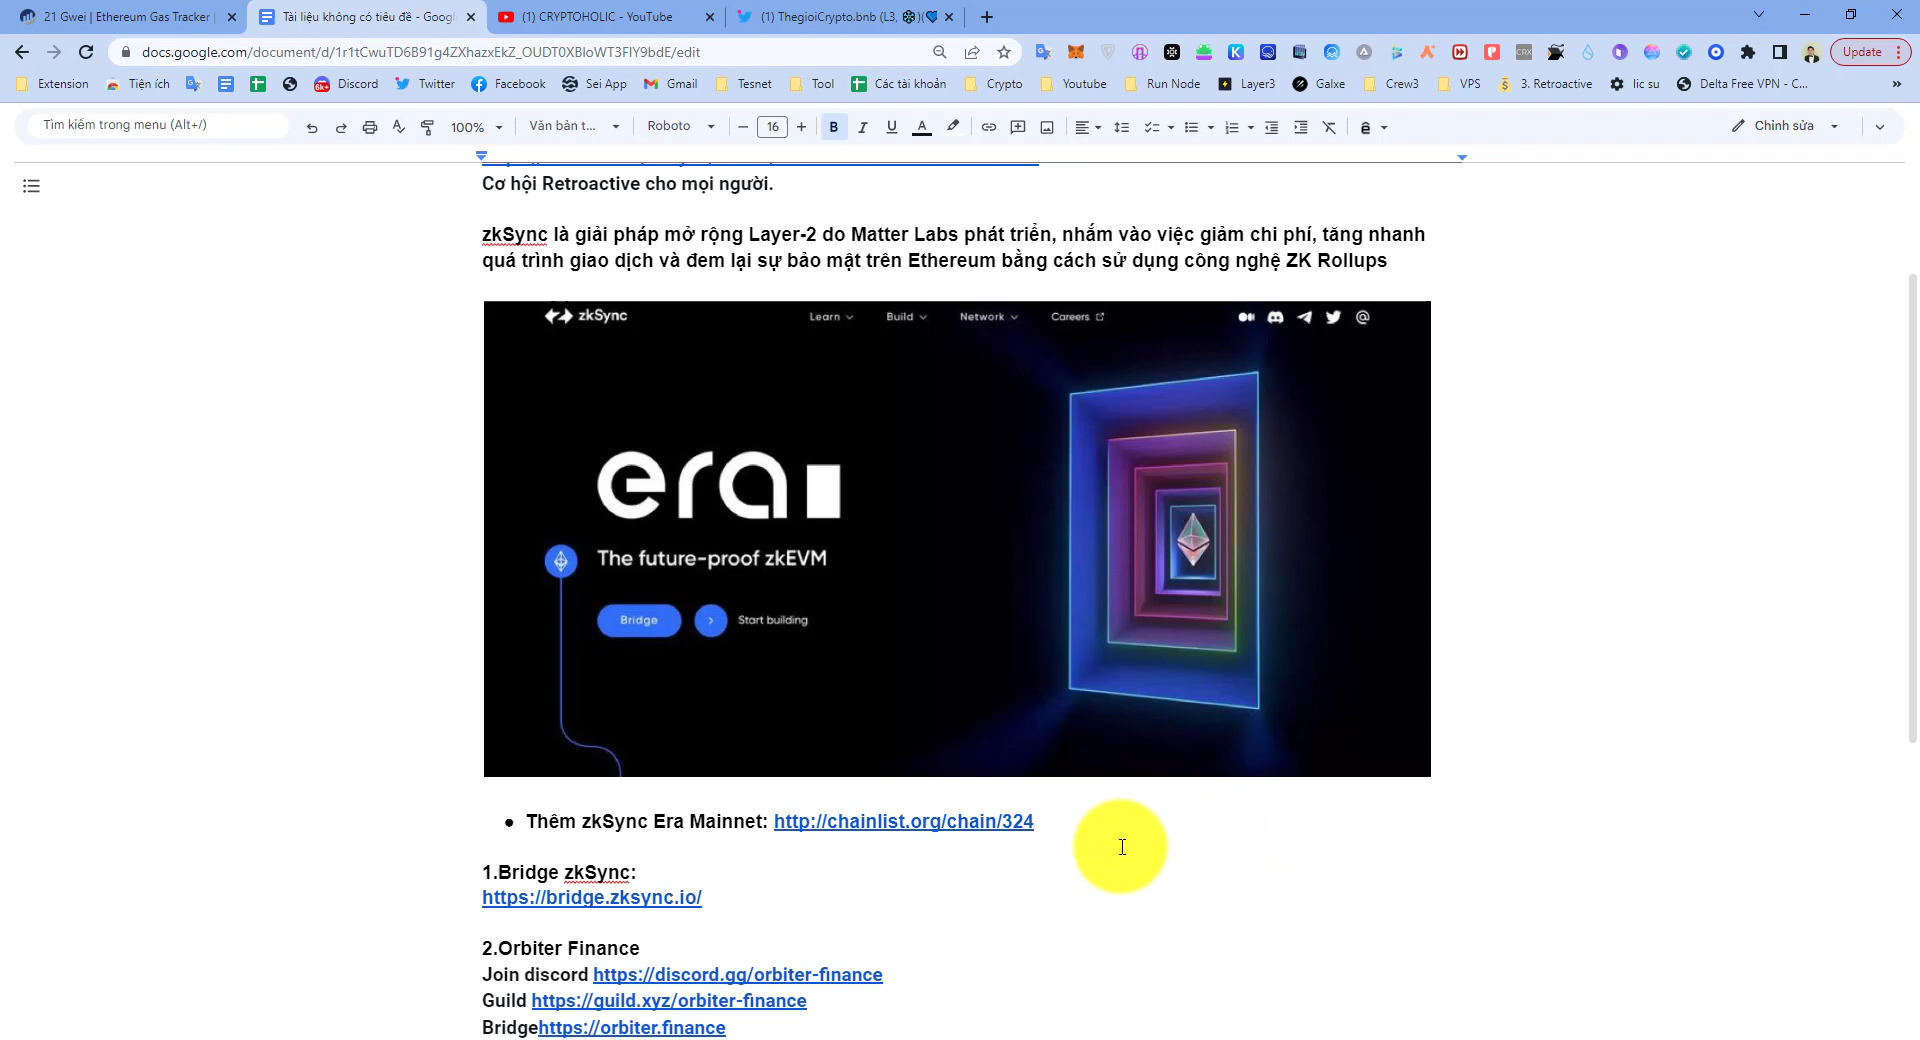 21 Gwei | Ethereum Gas Tracker
Tài liệu không có tiêu đề - Goog
(1) CRYPTOHOLIC - YouTube
(1) ThegioiCrypto.bnb (L3,
docs.google.com/document/d/1r1tCwuTD6B91g4ZXhazxEkZ_OUDT0XBIoWT3FIY9bdE/edit
Update
Extension
Tiện ích
6k+
Discord
Twitter
Facebook
Sei App
Gmail
Tesnet
Tool
Các tài khoản
Crypto
Youtube
Run Node
Layer3
Galxe
Crew3
VPS
3. Retroactive
lic su
Delta Free VPN - C...
Tìm kiếm trong menu (Alt+/)
100%
Văn bản t...
Roboto
16
Chỉnh sửa
Cơ hội Retroactive cho mọi người.
zkSync là giải pháp mở rộng Layer-2 do Matter Labs phát triển, nhắm vào việc giảm chi phí, tăng nhanh
quá trình giao dịch và đem lại sự bảo mật trên Ethereum bằng cách sử dụng công nghệ ZK Rollups
zkSync
Learn
Build
Network
Careers
era
The future-proof zkEVM
Bridge
Start building
Thêm zkSync Era Mainnet: http://chainlist.org/chain/324
1.Bridge zkSync:
https://bridge.zksync.io/
2.Orbiter Finance
Join discord https://discord.gg/orbiter-finance
Guild https://guild.xyz/orbiter-finance
Bridgehttps://orbiter.finance